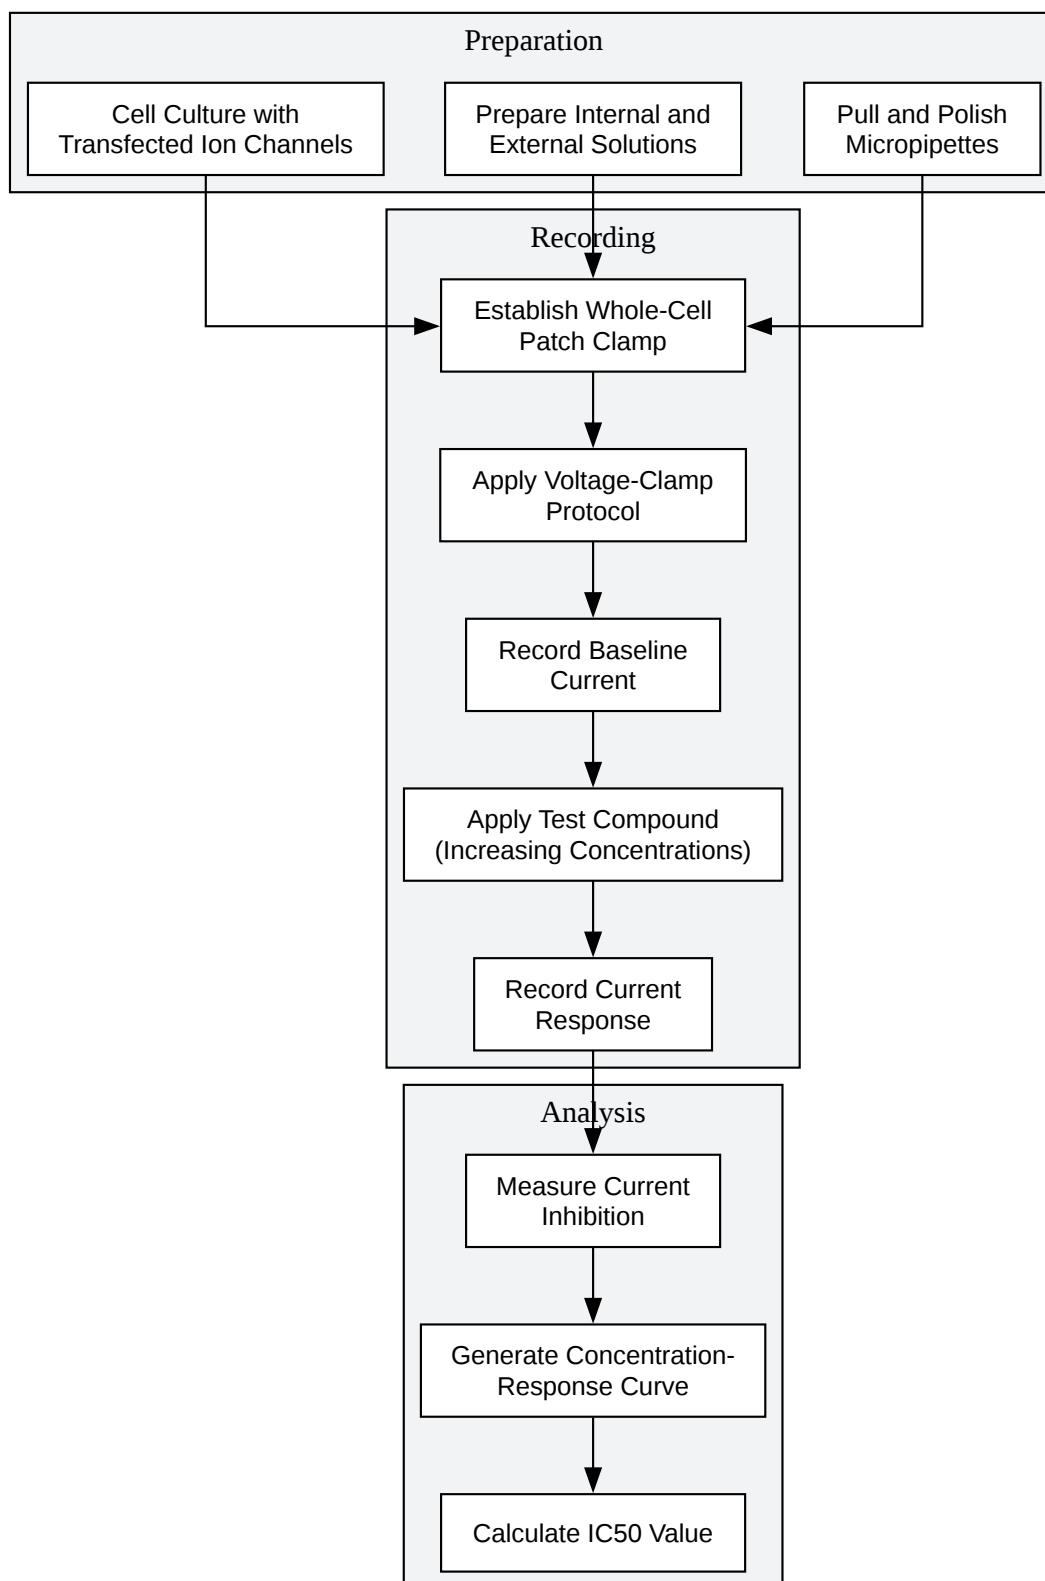 Preparation
Cell Culture with
Transfected Ion Channels
Prepare Internal and
External Solutions
Pull and Polish
Micropipettes
Recording
Establish Whole-Cell
Patch Clamp
Apply Voltage-Clamp
Protocol
Record Baseline
Current
Apply Test Compound
(Increasing Concentrations)
Record Current
Response
Analysis
Measure Current
Inhibition
Generate Concentration-
Response Curve
Calculate IC50 Value